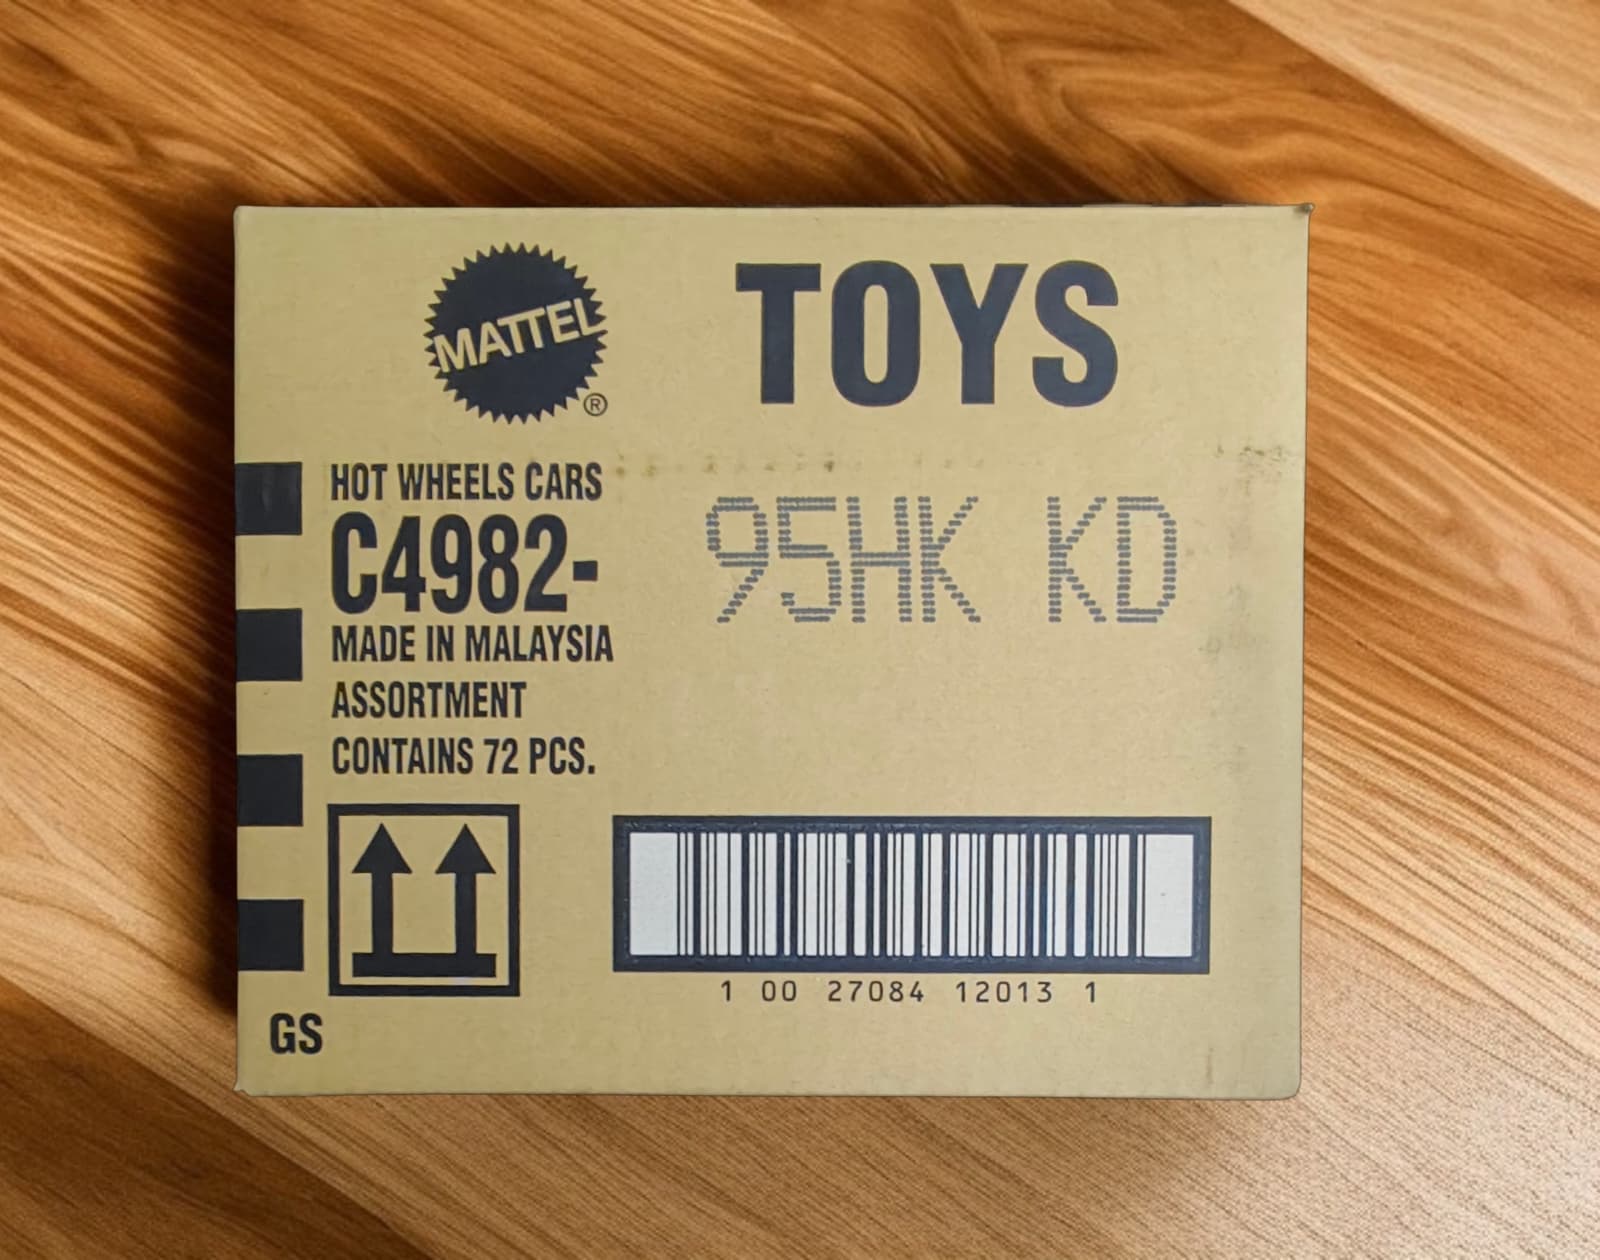 MATTEL
®
TOYS
HOT WHEELS CARS
C4982-
MADE IN MALAYSIA
ASSORTMENT
CONTAINS 72 PCS.
95HK KD
1 00 27084 12013 1
GS